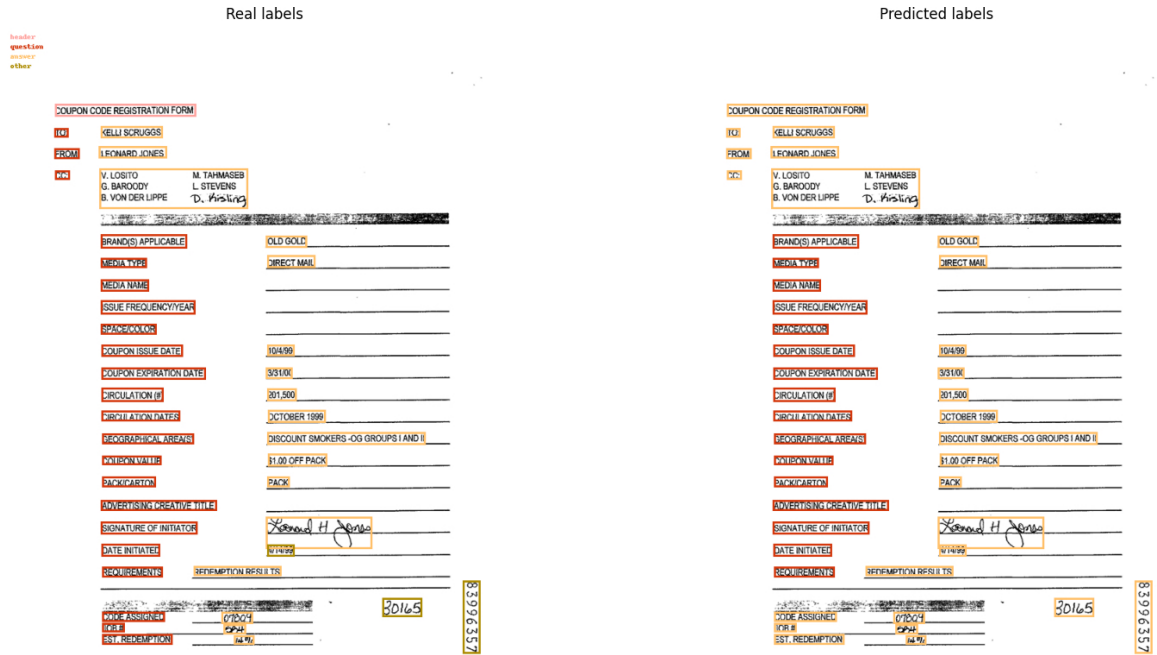 Real labels
Predicted labels
header
question
answer
other
COUPON CODE REGISTRATION FORM
TO: KELLI SCRUGGS
FROM LEONARD JONES
CC: V. LOSITO M. TAHMASEB
G. BAROODY L. STEVENS
B. VON DER LIPPE D. Kisling
BRAND(S) APPLICABLE OLD GOLD
MEDIA TYPE DIRECT MAIL
MEDIA NAME
ISSUE FREQUENCY/YEAR
SPACE/COLOR
COUPON ISSUE DATE 10/4/99
COUPON EXPIRATION DATE 3/31/00
CIRCULATION (#) 201,500
CIRCULATION DATES OCTOBER 1999
GEOGRAPHICAL AREA(S) DISCOUNT SMOKERS -OG GROUPS I AND II
COUPON VALUE $1.00 OFF PACK
PACK/CARTON PACK
ADVERTISING CREATIVE TITLE
SIGNATURE OF INITIATOR Leonard H Jones
DATE INITIATED
REQUIREMENTS REDEMPTION RESULTS
30165
83996357
CODE ASSIGNED
JOB #
EST. REDEMPTION
COUPON CODE REGISTRATION FORM
TO: KELLI SCRUGGS
FROM LEONARD JONES
CC: V. LOSITO M. TAHMASEB
G. BAROODY L. STEVENS
B. VON DER LIPPE D. Kisling
BRAND(S) APPLICABLE OLD GOLD
MEDIA TYPE DIRECT MAIL
MEDIA NAME
ISSUE FREQUENCY/YEAR
SPACE/COLOR
COUPON ISSUE DATE 10/4/99
COUPON EXPIRATION DATE 3/31/00
CIRCULATION (#) 201,500
CIRCULATION DATES OCTOBER 1999
GEOGRAPHICAL AREA(S) DISCOUNT SMOKERS -OG GROUPS I AND II
COUPON VALUE $1.00 OFF PACK
PACK/CARTON PACK
ADVERTISING CREATIVE TITLE
SIGNATURE OF INITIATOR Leonard H Jones
DATE INITIATED
REQUIREMENTS REDEMPTION RESULTS
30165
83996357
CODE ASSIGNED
JOB #
EST. REDEMPTION